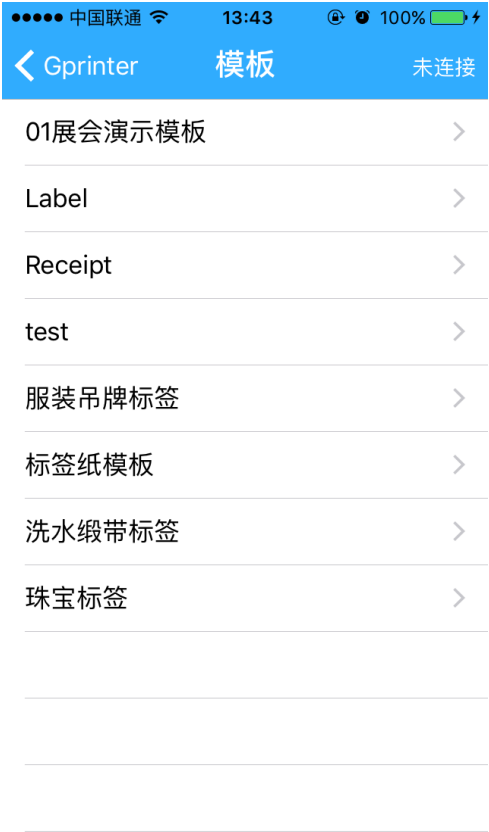 中国联通 13:43 100%
Gprinter 模板 未连接
01展会演示模板
Label
Receipt
test
服装吊牌标签
标签纸模板
洗水缎带标签
珠宝标签